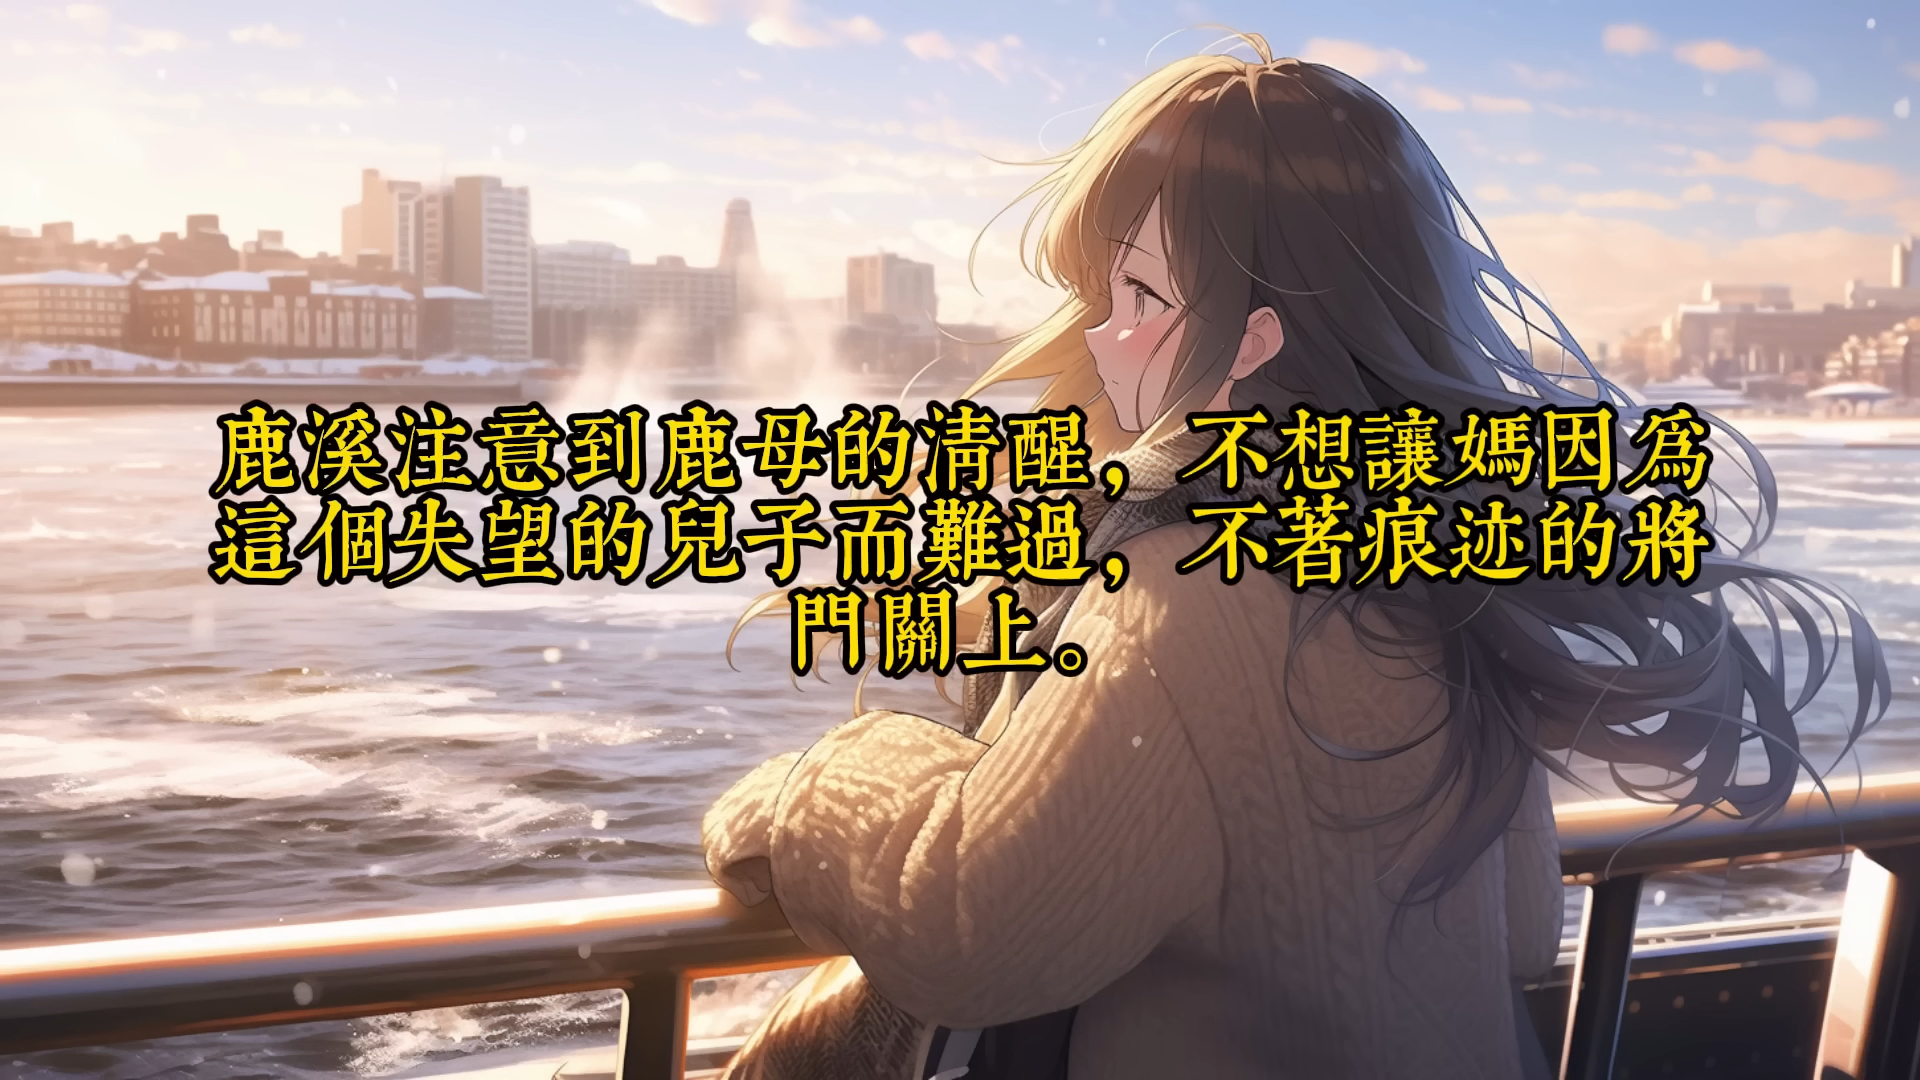 鹿溪注意到鹿母的清醒，不想讓媽因爲
這個失望的兒子而難過，不著痕迹的將
門關上。